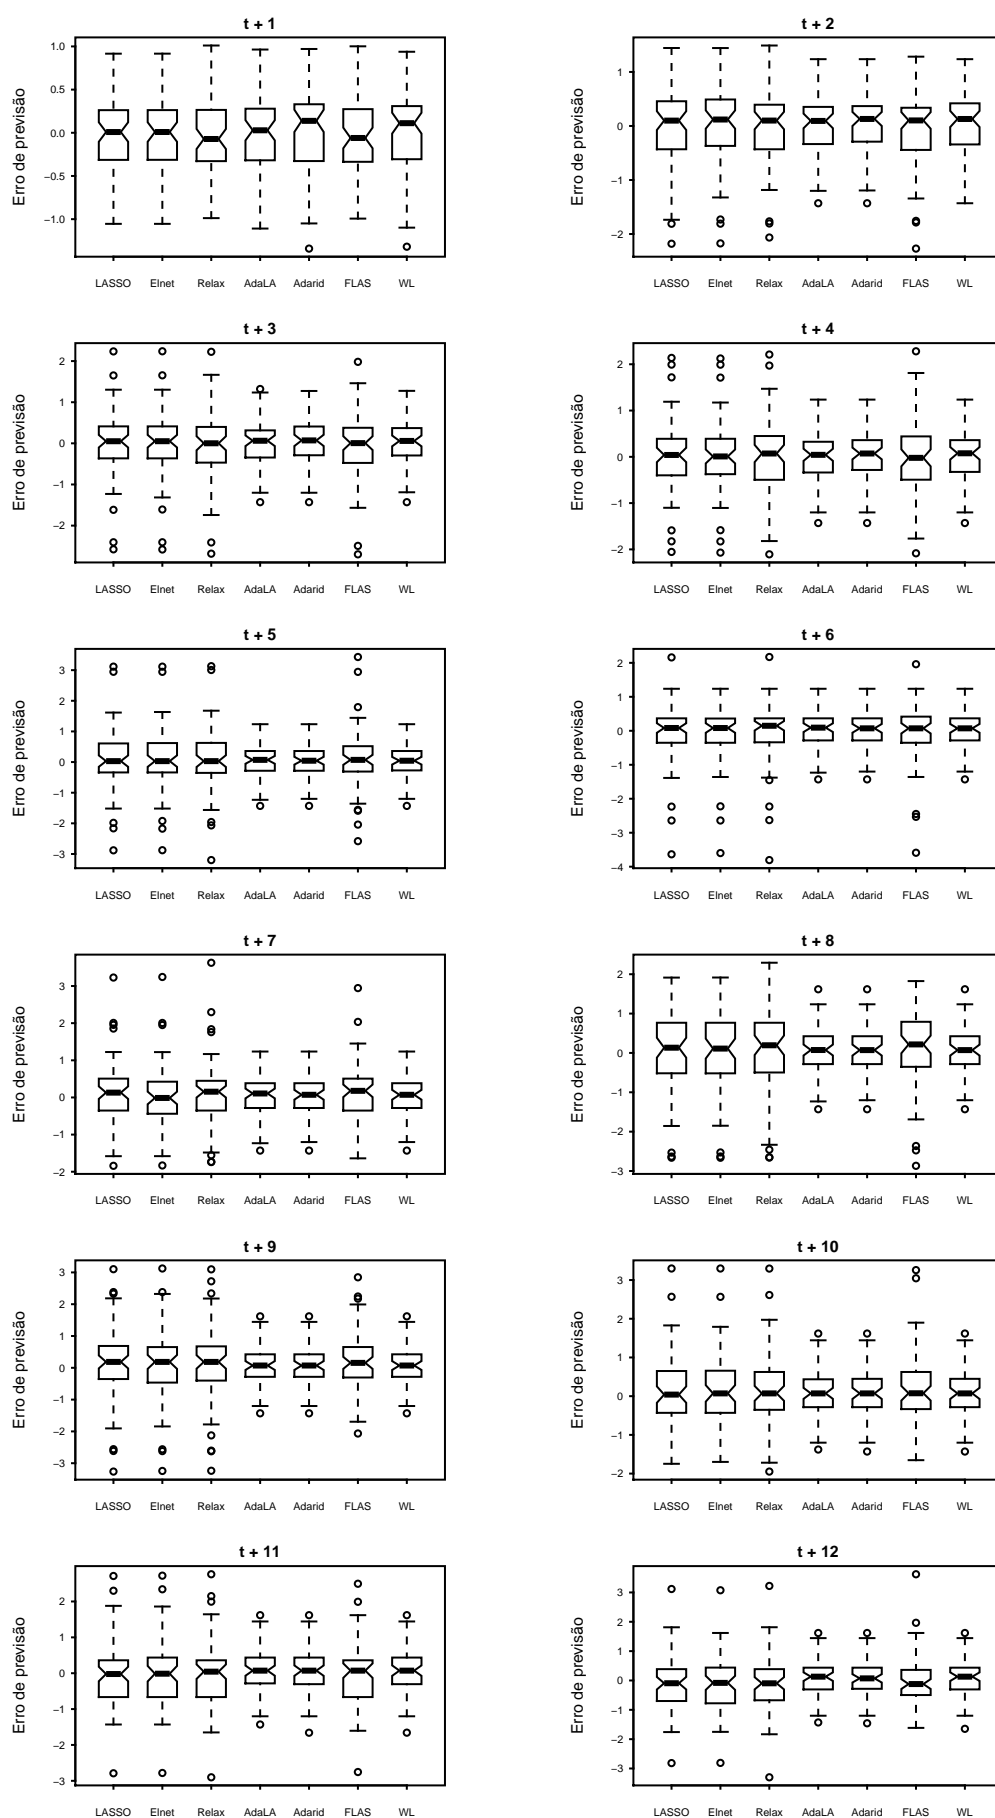 t + 1
t + 2
Erro de previsão
1.0
0.5
0.0
−0.5
−1.0
LASSO Elnet Relax AdaLA Adarid FLAS WL
Erro de previsão
1
0
−1
−2
LASSO Elnet Relax AdaLA Adarid FLAS WL
t + 3
t + 4
Erro de previsão
2
1
0
−1
−2
LASSO Elnet Relax AdaLA Adarid FLAS WL
Erro de previsão
2
1
0
−1
−2
LASSO Elnet Relax AdaLA Adarid FLAS WL
t + 5
t + 6
Erro de previsão
3
2
1
0
−1
−2
−3
LASSO Elnet Relax AdaLA Adarid FLAS WL
Erro de previsão
2
1
0
−1
−2
−3
−4
LASSO Elnet Relax AdaLA Adarid FLAS WL
t + 7
t + 8
Erro de previsão
3
2
1
0
−1
−2
LASSO Elnet Relax AdaLA Adarid FLAS WL
Erro de previsão
2
1
0
−1
−2
−3
LASSO Elnet Relax AdaLA Adarid FLAS WL
t + 9
t + 10
Erro de previsão
3
2
1
0
−1
−2
−3
LASSO Elnet Relax AdaLA Adarid FLAS WL
Erro de previsão
3
2
1
0
−1
−2
LASSO Elnet Relax AdaLA Adarid FLAS WL
t + 11
t + 12
Erro de previsão
2
1
0
−1
−2
−3
LASSO Elnet Relax AdaLA Adarid FLAS WL
Erro de previsão
3
2
1
0
−1
−2
−3
LASSO Elnet Relax AdaLA Adarid FLAS WL